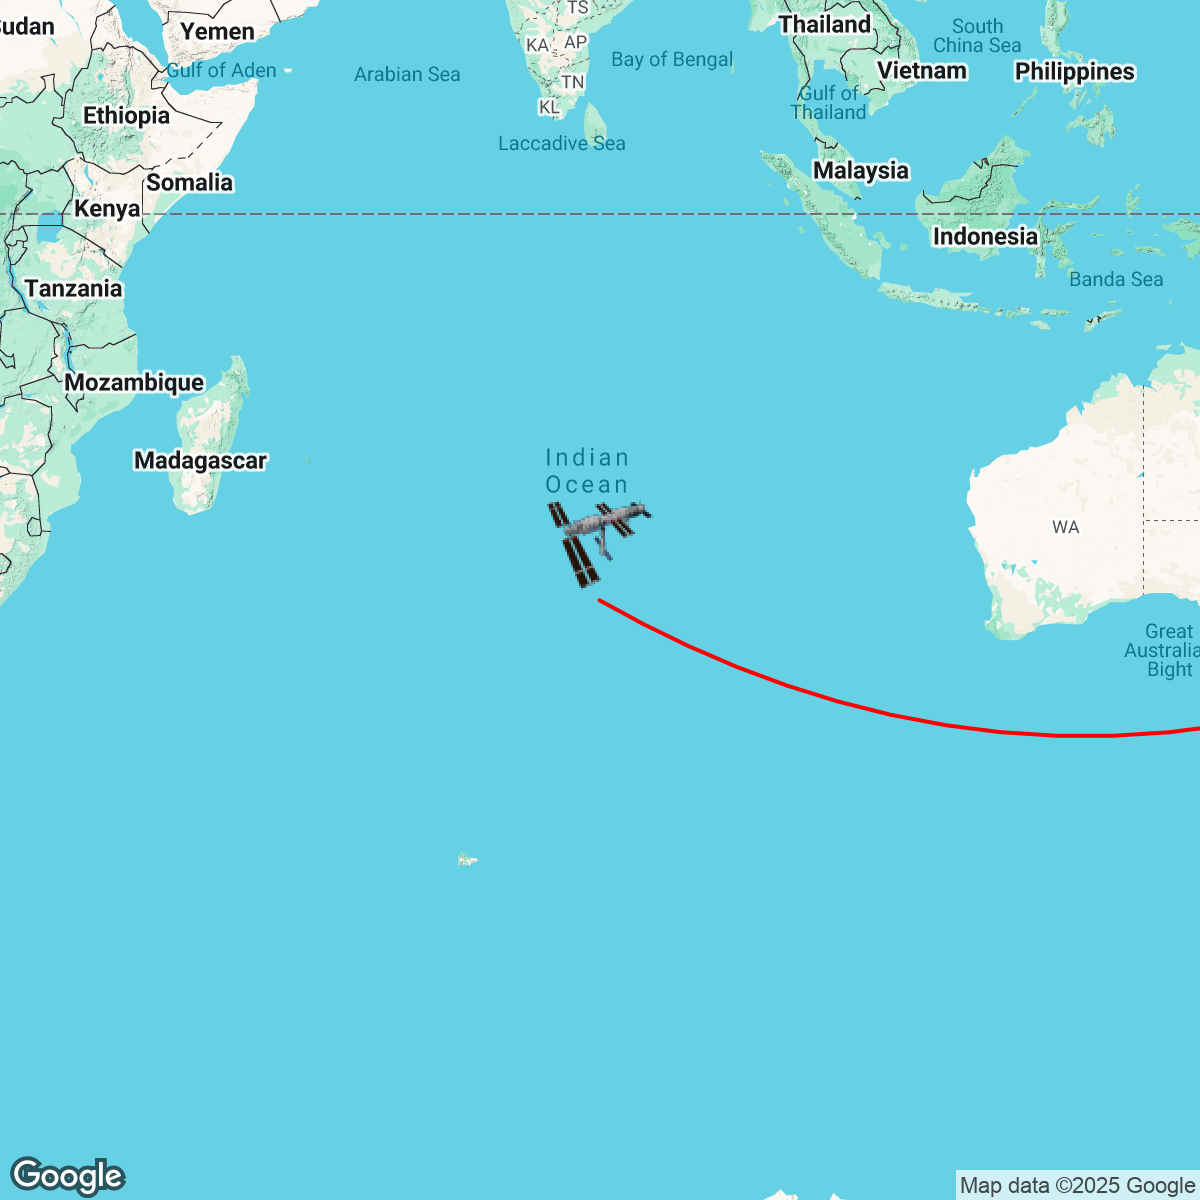 TS
Sudan
Yemen
Thailand
South
China Sea
KA
AP
Bay of Bengal
Gulf of Aden
Arabian Sea
Vietnam
Philippines
TN
KL
Gulf of
Thailand
Ethiopia
Laccadive Sea
Malaysia
Somalia
Kenya
Indonesia
Tanzania
Banda Sea
Mozambique
Madagascar
Indian
Ocean
WA
Great
Australia
Bight
Google
Map data ©2025 Google